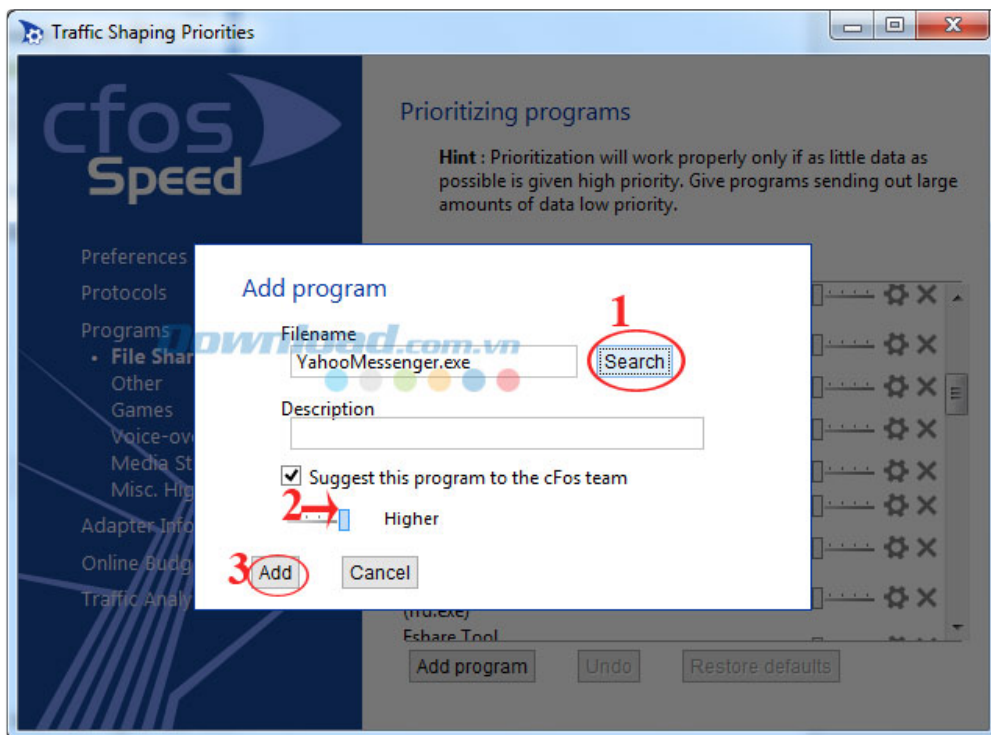 Traffic Shaping Priorities
cfos
Speed
Prioritizing programs
Hint : Prioritization will work properly only if as little data as
possible is given high priority. Give programs sending out large
amounts of data low priority.
Preferences
Protocols
Programs
• File Shar
Other
Games
Voice-ov
Media St
Misc. Hig
Adapter Info
Online Budg
Traffic Analy
Add program
1
Filename
Download.com.vn
YahooMessenger.exe
Search
Description
Suggest this program to the cFos team
2
Higher
3
Add
Cancel
Fshare Tool
Add program
Undo
Restore defaults